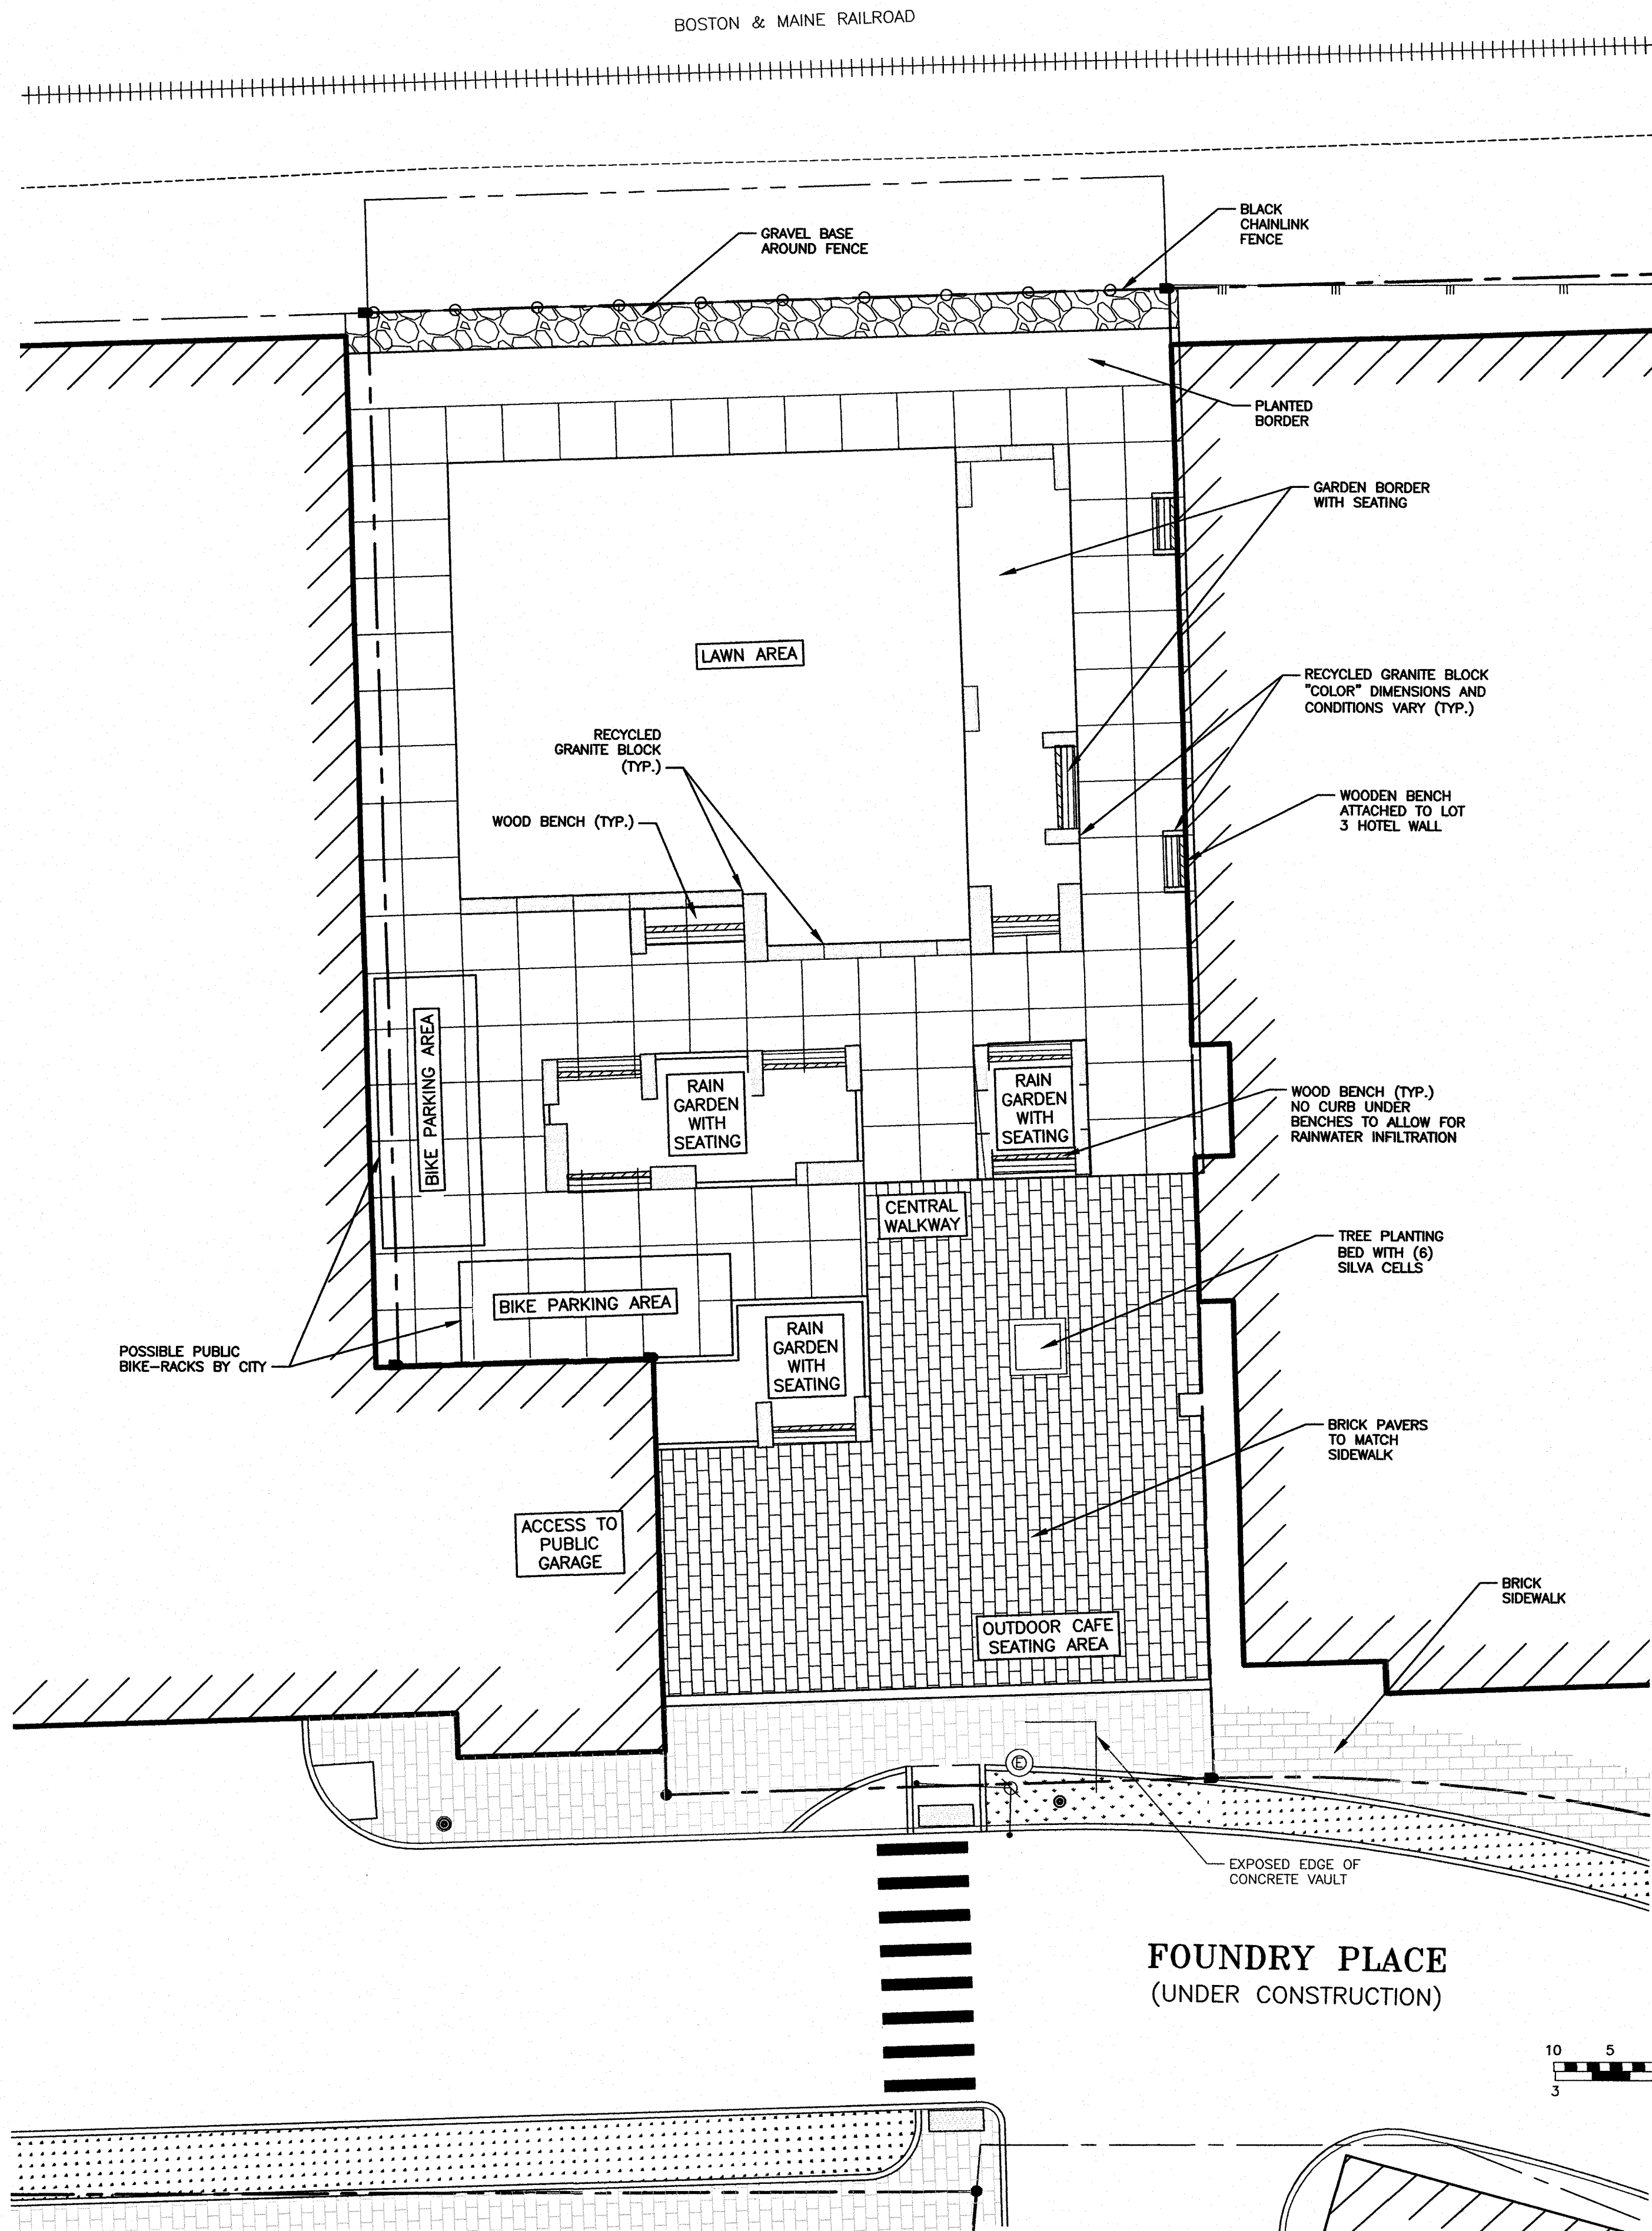 BOSTON & MAINE RAILROAD
BLACK
CHAINLINK
FENCE
GRAVEL BASE
AROUND FENCE
PLANTED
BORDER
GARDEN BORDER
WITH SEATING
LAWN AREA
RECYCLED GRANITE BLOCK
"COLOR" DIMENSIONS AND
CONDITIONS VARY (TYP.)
RECYCLED
GRANITE BLOCK
(TYP.)
WOODEN BENCH
ATTACHED TO LOT
3 HOTEL WALL
WOOD BENCH (TYP.)
BIKE PARKING AREA
RAIN
GARDEN
WITH
SEATING
RAIN
GARDEN
WITH
SEATING
WOOD BENCH (TYP.)
NO CURB UNDER
BENCHES TO ALLOW FOR
RAINWATER INFILTRATION
CENTRAL
WALKWAY
TREE PLANTING
BED WITH (6)
SILVA CELLS
BIKE PARKING AREA
RAIN
GARDEN
WITH
SEATING
POSSIBLE PUBLIC
BIKE-RACKS BY CITY
BRICK PAVERS
TO MATCH
SIDEWALK
ACCESS TO
PUBLIC
GARAGE
BRICK
SIDEWALK
OUTDOOR CAFE
SEATING AREA
E
EXPOSED EDGE OF
CONCRETE VAULT
FOUNDRY PLACE
(UNDER CONSTRUCTION)
10 5
3